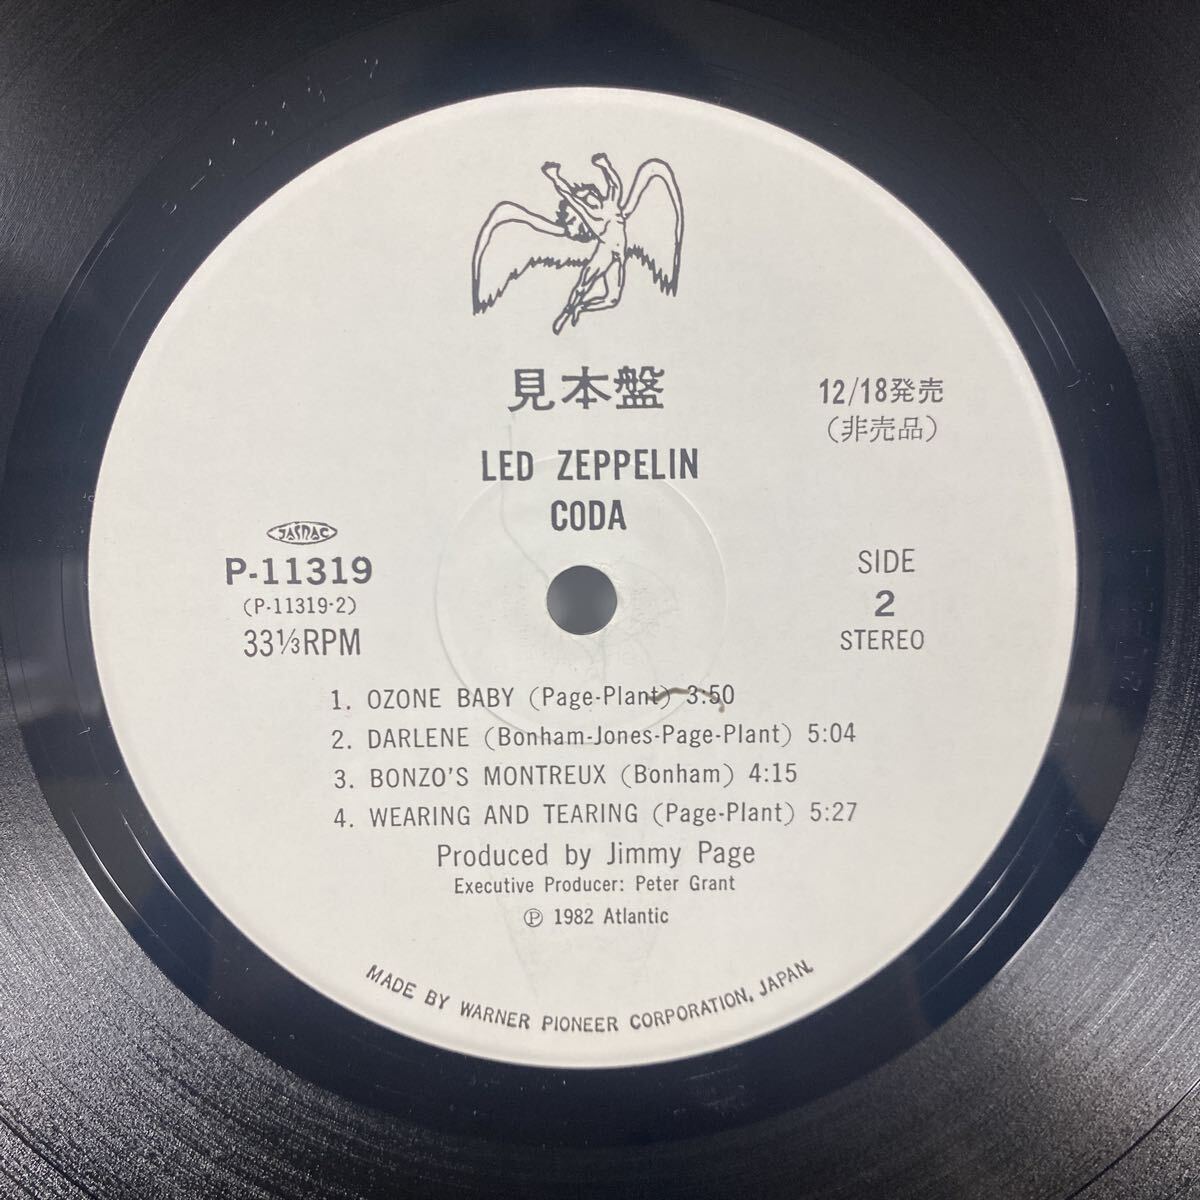 見本盤
12/18発売
(非売品)
LED ZEPPELIN
CODA
JASRAC
P-11319
(P-11319-2)
33⅓RPM
SIDE
2
STEREO
1. OZONE BABY (Page-Plant) 3:50
2. DARLENE (Bonham-Jones-Page-Plant) 5:04
3. BONZO'S MONTREUX (Bonham) 4:15
4. WEARING AND TEARING (Page-Plant) 5:27
Produced by Jimmy Page
Executive Producer: Peter Grant
Ⓟ 1982 Atlantic
MADE BY WARNER PIONEER CORPORATION, JAPAN.